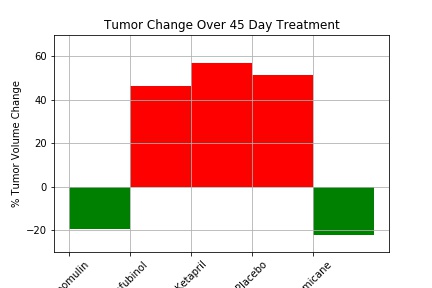 Tumor Change Over 45 Day Treatment
% Tumor Volume Change
60
40
20
0
−20
Ketapril
Placebo